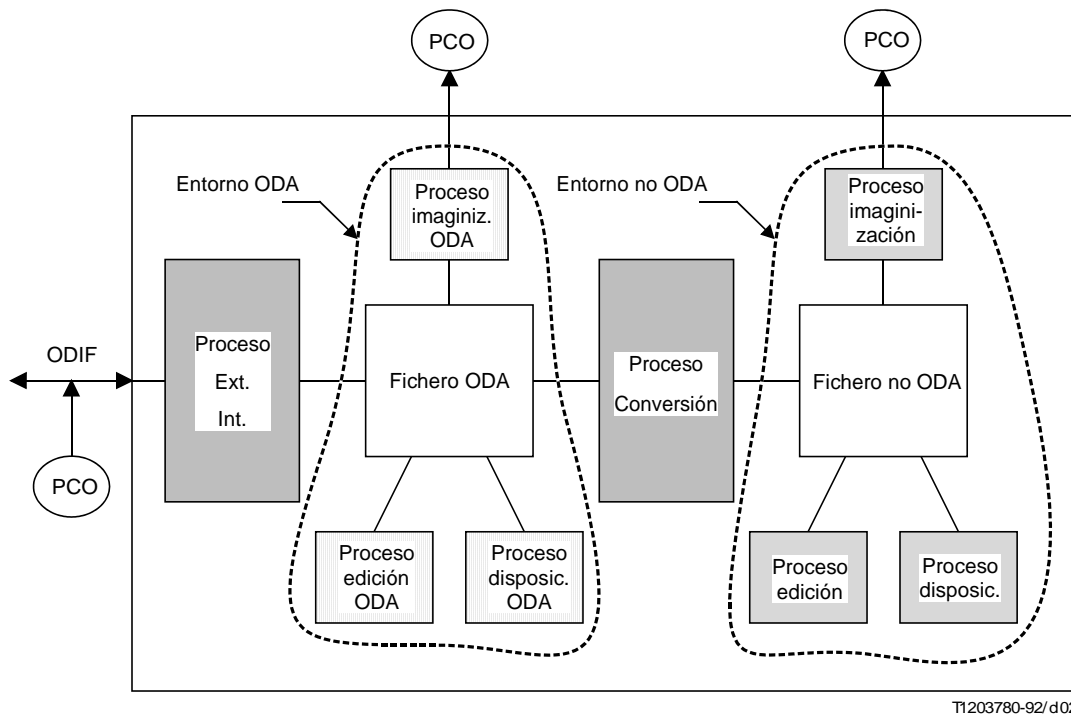 PCO
PCO
Entorno ODA
Proceso
imaginiz.
ODA
Entorno no ODA
Proceso
imagini-
zación
ODIF
Proceso
Ext.
Int.
Fichero ODA
Proceso
Conversión
Fichero no ODA
PCO
Proceso
edición
ODA
Proceso
disposic.
ODA
Proceso
edición
Proceso
disposic.
T1203780-92/d02